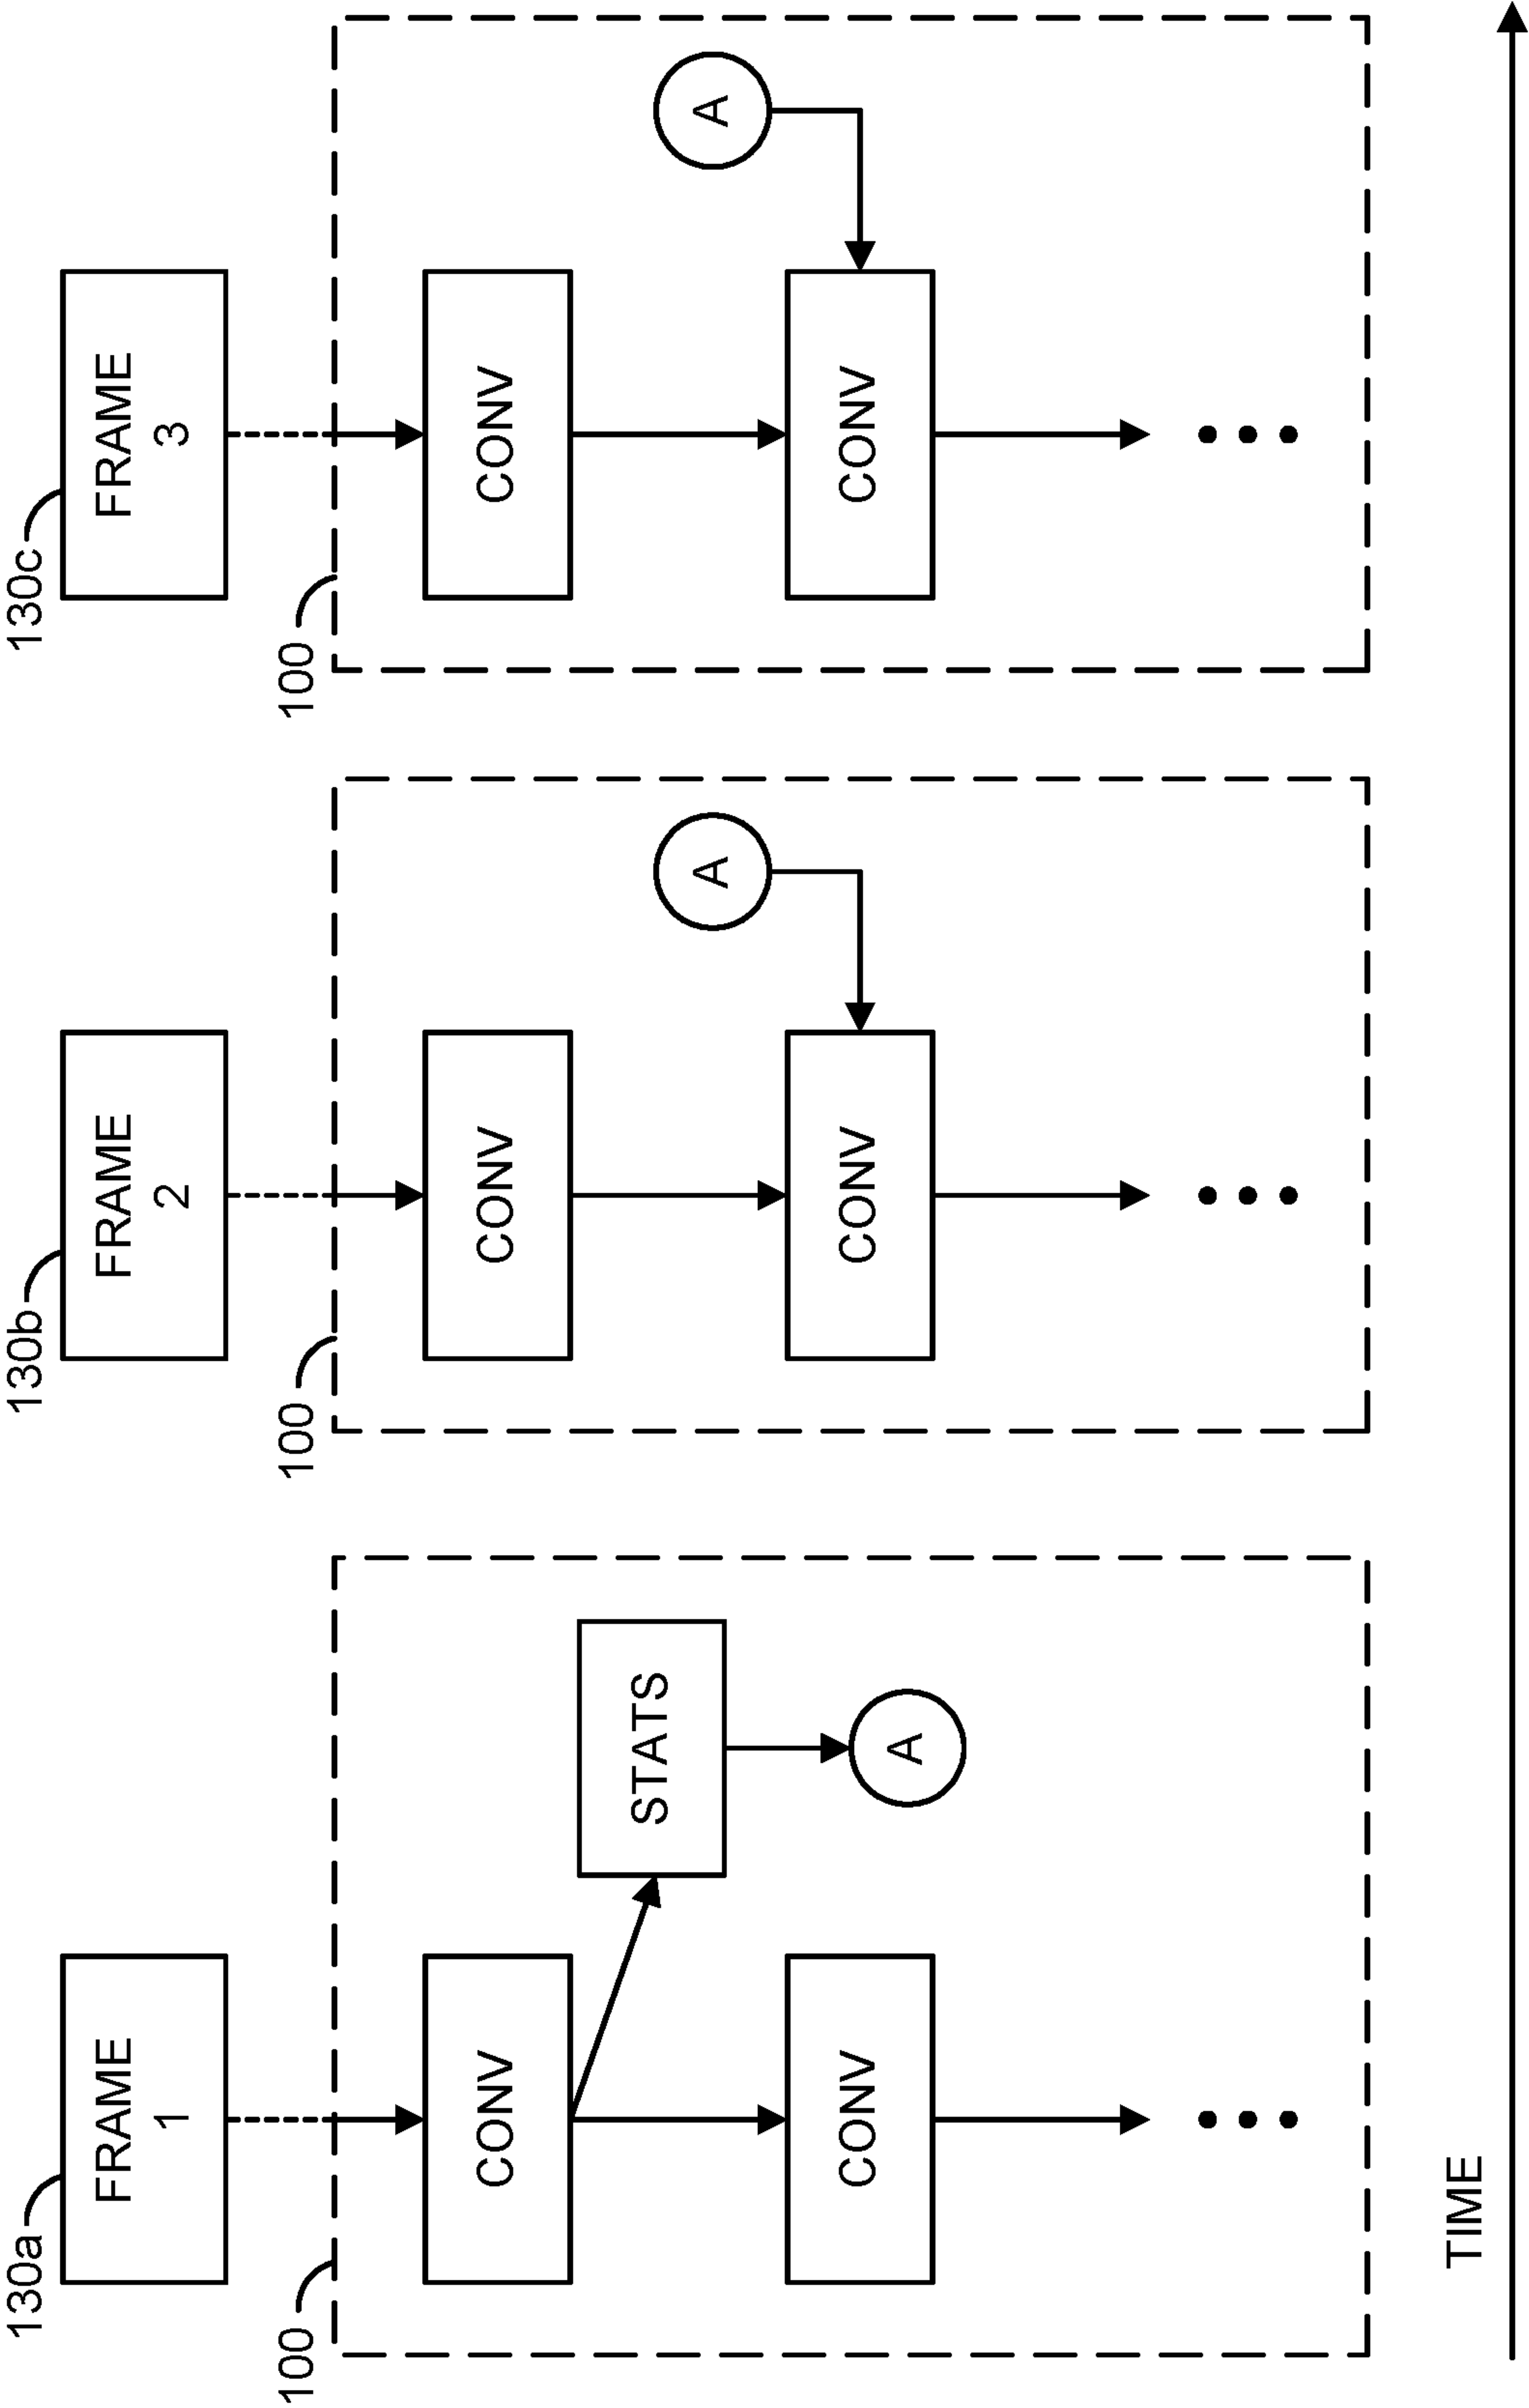 130a
FRAME
1
100
CONV
STATS
A
CONV
130b
FRAME
2
100
CONV
A
CONV
130c
FRAME
3
100
CONV
A
CONV
TIME